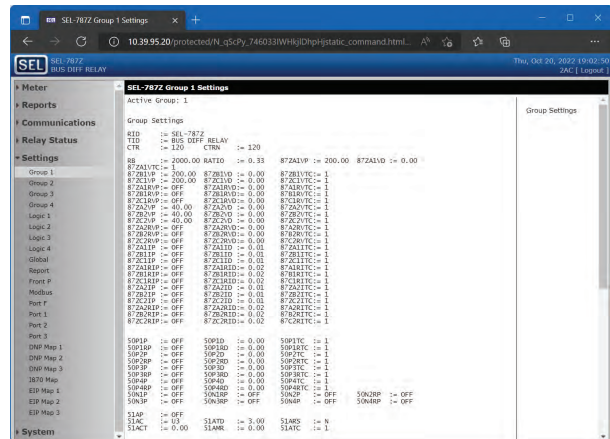 SEL-787Z Group 1 Settings
10.39.95.20/protected/N_qScPy_746033IWHkjlDhpHjstatic_command.html...
SEL SEL-787Z
BUS DIFF RELAY
Thu, Oct 20, 2022 19:02:50
2AC [ Logout ]
Meter
Reports
Communications
Relay Status
Settings
Group 1
Group 2
Group 3
Group 4
Logic 1
Logic 2
Logic 3
Logic 4
Global
Report
Front P
Modbus
Port F
Port 1
Port 2
Port 3
DNP Map 1
DNP Map 2
DNP Map 3
I870 Map
EIP Map 1
EIP Map 2
EIP Map 3
System
SEL-787Z Group 1 Settings
Active Group: 1
Group Settings
Group Settings
RID := SEL-787Z
TID := BUS DIFF RELAY
CTR := 120 CTRN := 120
RB := 2000.00 RATIO := 0.33 87ZA1VP := 200.00 87ZA1VD := 0.00
87ZA1VTC:= 1
87ZB1VP := 200.00 87ZB1VD := 0.00 87ZB1VTC:= 1
87ZC1VP := 200.00 87ZC1VD := 0.00 87ZC1VTC:= 1
87ZA1RVP:= OFF 87ZA1RVD:= 0.00 87A1RVTC:= 1
87ZB1RVP:= OFF 87ZB1RVD:= 0.00 87B1RVTC:= 1
87ZC1RVP:= OFF 87ZC1RVD:= 0.00 87C1RVTC:= 1
87ZA2VP := 40.00 87ZA2VD := 0.00 87ZA2VTC:= 1
87ZB2VP := 40.00 87ZB2VD := 0.00 87ZB2VTC:= 1
87ZC2VP := 40.00 87ZC2VD := 0.00 87ZC2VTC:= 1
87ZA2RVP:= OFF 87ZA2RVD:= 0.00 87A2RVTC:= 1
87ZB2RVP:= OFF 87ZB2RVD:= 0.00 87B2RVTC:= 1
87ZC2RVP:= OFF 87ZC2RVD:= 0.00 87C2RVTC:= 1
87ZA1IP := OFF 87ZA1ID := 0.01 87ZA1ITC:= 1
87ZB1IP := OFF 87ZB1ID := 0.01 87ZB1ITC:= 1
87ZC1IP := OFF 87ZC1ID := 0.01 87ZC1ITC:= 1
87ZA1RIP:= OFF 87ZA1RID:= 0.02 87A1RITC:= 1
87ZB1RIP:= OFF 87ZB1RID:= 0.02 87B1RITC:= 1
87ZC1RIP:= OFF 87ZC1RID:= 0.02 87C1RITC:= 1
87ZA2IP := OFF 87ZA2ID := 0.01 87ZA2ITC:= 1
87ZB2IP := OFF 87ZB2ID := 0.01 87ZB2ITC:= 1
87ZC2IP := OFF 87ZC2ID := 0.01 87ZC2ITC:= 1
87ZA2RIP:= OFF 87ZA2RID:= 0.02 87A2RITC:= 1
87ZB2RIP:= OFF 87ZB2RID:= 0.02 87B2RITC:= 1
87ZC2RIP:= OFF 87ZC2RID:= 0.02 87C2RITC:= 1
50P1P := OFF 50P1D := 0.00 50P1TC := 1
50P1RP := OFF 50P1RD := 0.00 50P1RTC := 1
50P2P := OFF 50P2D := 0.00 50P2TC := 1
50P2RP := OFF 50P2RD := 0.00 50P2RTC := 1
50P3P := OFF 50P3D := 0.00 50P3TC := 1
50P3RP := OFF 50P3RD := 0.00 50P3RTC := 1
50P4P := OFF 50P4D := 0.00 50P4TC := 1
50P4RP := OFF 50P4RD := 0.00 50P4RTC := 1
50N1P := OFF 50N1RP := OFF 50N2P := OFF 50N2RP := OFF
50N3P := OFF 50N3RP := OFF 50N4P := OFF 50N4RP := OFF
51AP := OFF
51AC := U3 51ATD := 3.00 51ARS := N
51ACT := 0.00 51AMR := 0.00 51ATC := 1